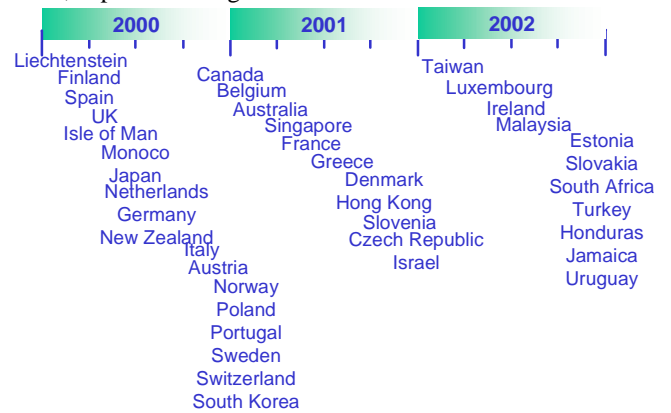 2000 2001 2002
Liechtenstein
Finland
Spain
UK
Isle of Man
Monoco
Japan
Netherlands
Germany
New Zealand
Italy
Austria
Norway
Poland
Portugal
Sweden
Switzerland
South Korea
Canada
Belgium
Australia
Singapore
France
Greece
Denmark
Hong Kong
Slovenia
Czech Republic
Israel
Taiwan
Luxembourg
Ireland
Malaysia
Estonia
Slovakia
South Africa
Turkey
Honduras
Jamaica
Uruguay